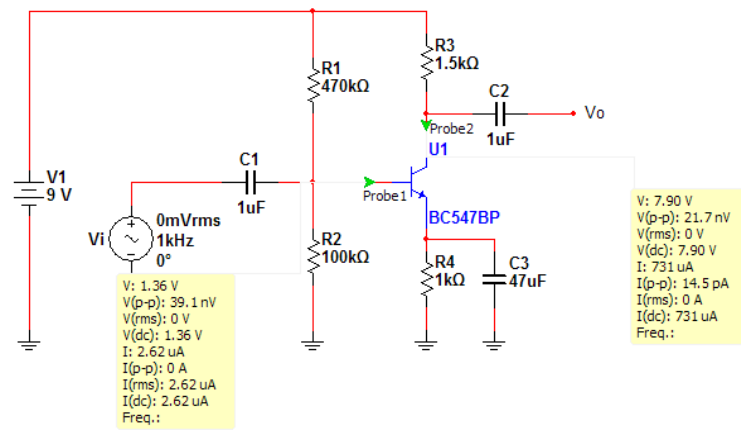 R1
470kΩ
R3
1.5kΩ
C2
1uF
Vo
Probe2
U1
V1
9 V
C1
1uF
Probe1
BC547BP
Vi
0mVrms
1kHz
0°
R2
100kΩ
R4
1kΩ
C3
47uF
V: 1.36 V
V(p-p): 39.1 nV
V(rms): 0 V
V(dc): 1.36 V
I: 2.62 uA
I(p-p): 0 A
I(rms): 2.62 uA
I(dc): 2.62 uA
Freq.:
V: 7.90 V
V(p-p): 21.7 nV
V(rms): 0 V
V(dc): 7.90 V
I: 731 uA
I(p-p): 14.5 pA
I(rms): 0 A
I(dc): 731 uA
Freq.: